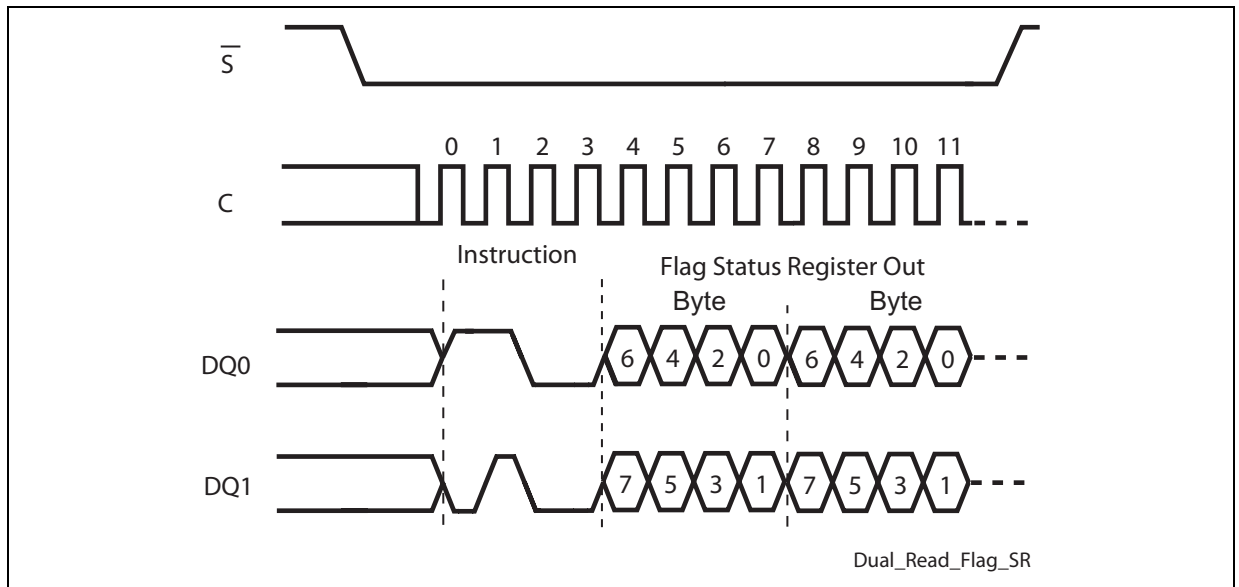 S̅
0 1 2 3 4 5 6 7 8 9 10 11
C
Instruction
Flag Status Register Out
Byte Byte
DQ0 6 4 2 0 6 4 2 0
DQ1 7 5 3 1 7 5 3 1
Dual_Read_Flag_SR